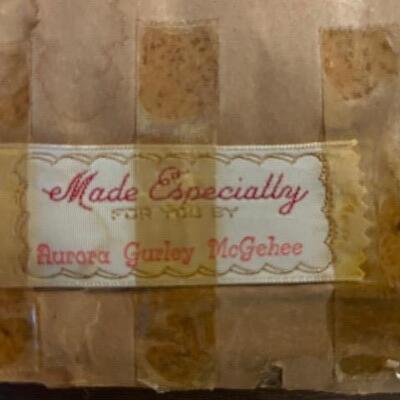 Made Especially
FOR YOU BY
Aurora Gurley McGehee